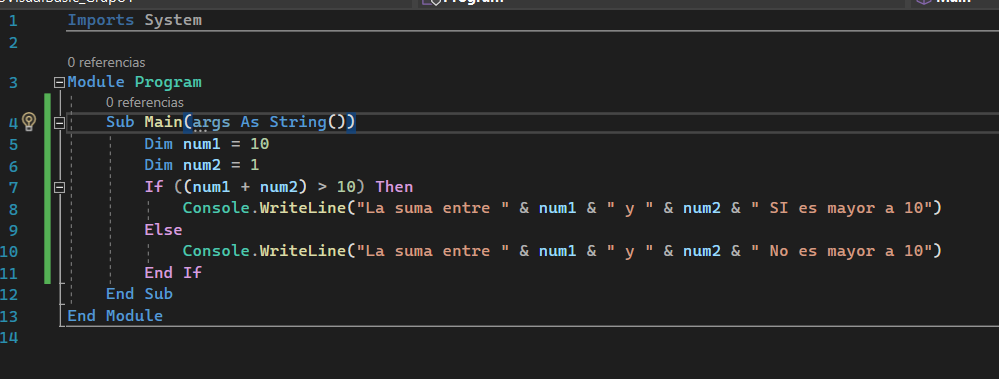 Program
Main
1 Imports System
2
0 referencias
3 Module Program
0 referencias
4 Sub Main(args As String())
5 Dim num1 = 10
6 Dim num2 = 1
7 If ((num1 + num2) > 10) Then
8 Console.WriteLine("La suma entre " & num1 & " y " & num2 & " SI es mayor a 10")
9 Else
10 Console.WriteLine("La suma entre " & num1 & " y " & num2 & " No es mayor a 10")
11 End If
12 End Sub
13 End Module
14